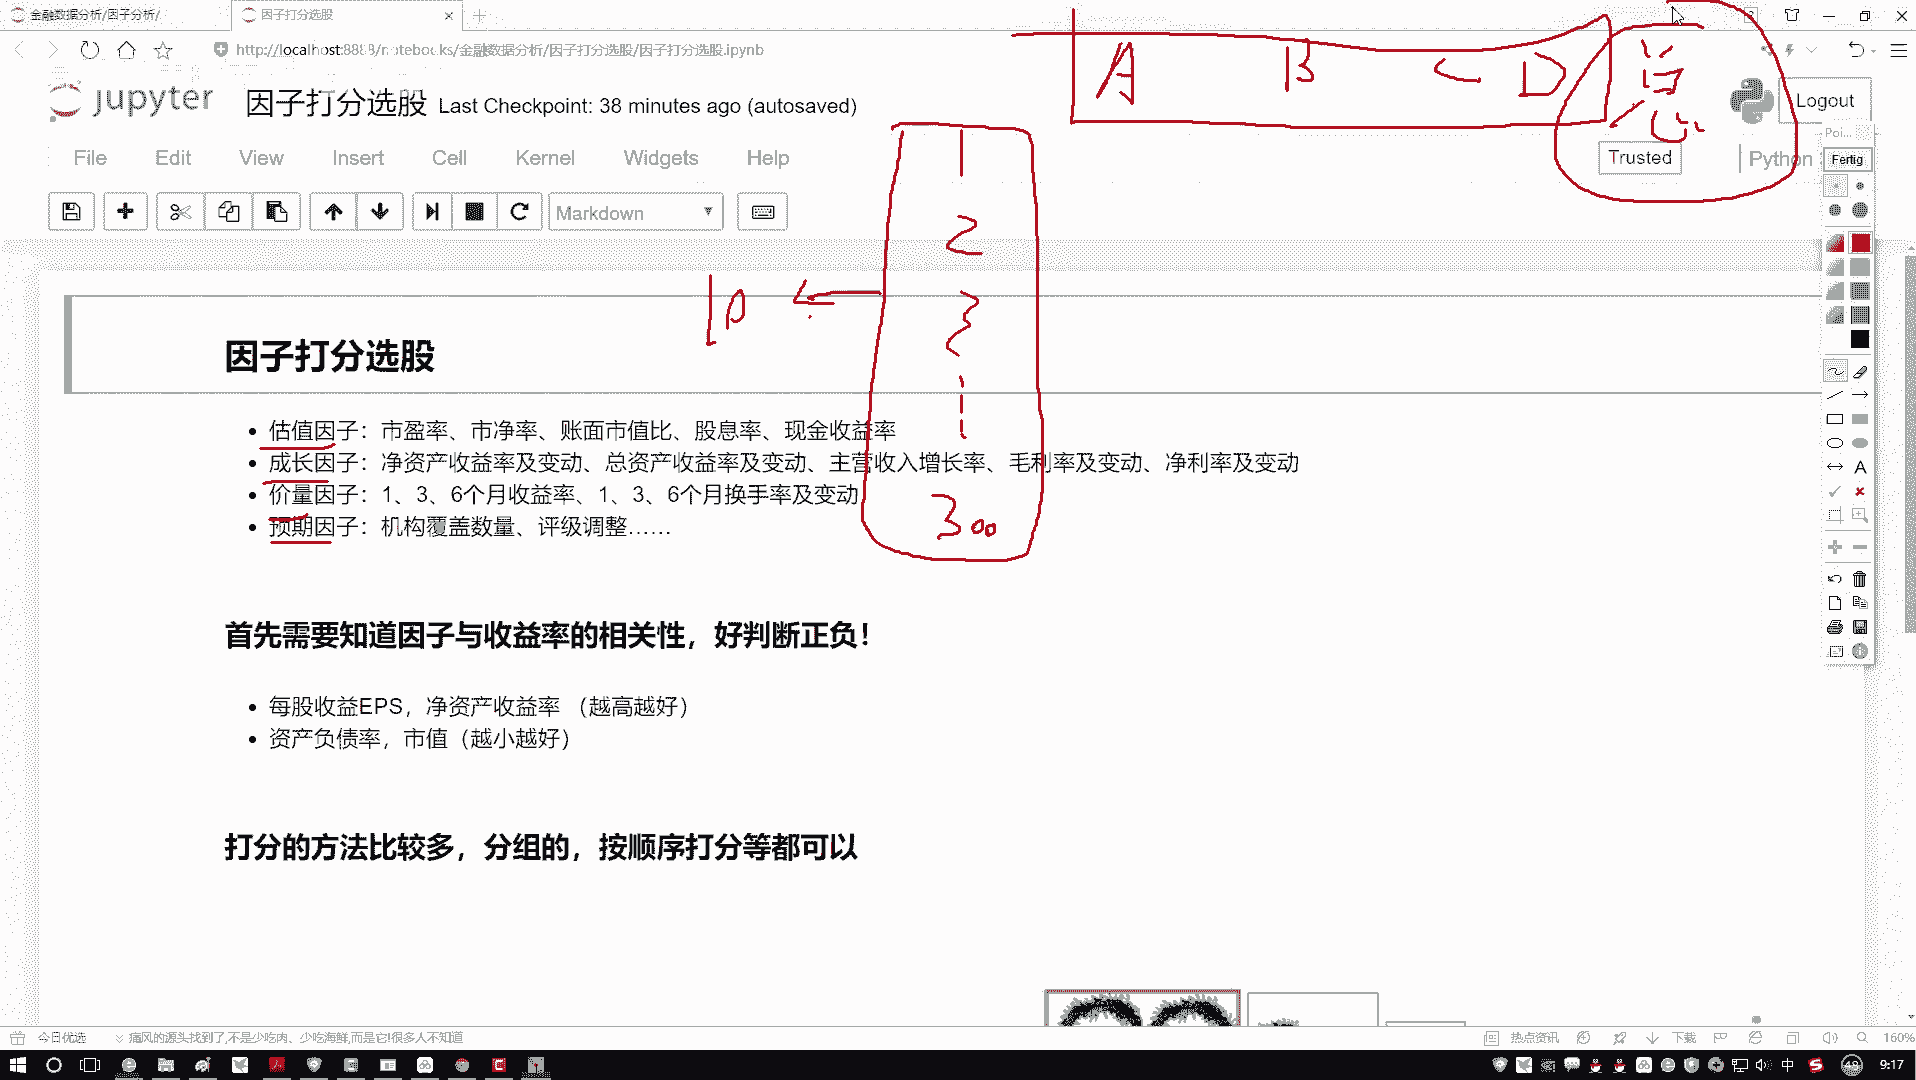 金融数据分析/因子分析/
因子打分选股
http://localhost:8888/notebooks/金融数据分析/因子打分选股/因子打分选股.ipynb
A B C D 总
jupyter 因子打分选股 Last Checkpoint: 38 minutes ago (autosaved)
Logout
File Edit View Insert Cell Kernel Widgets Help
Trusted
Python
Poi...
Fertig
Markdown
1
2
3
300
10
因子打分选股
估值因子：市盈率、市净率、账面市值比、股息率、现金收益率
成长因子：净资产收益率及变动、总资产收益率及变动、主营收入增长率、毛利率及变动、净利率及变动
价量因子：1、3、6个月收益率、1、3、6个月换手率及变动
预期因子：机构覆盖数量、评级调整……
首先需要知道因子与收益率的相关性，好判断正负！
每股收益EPS，净资产收益率 （越高越好）
资产负债率，市值（越小越好）
打分的方法比较多，分组的，按顺序打分等都可以
今日优选
痛风的源头找到了,不是少吃肉、少吃海鲜,而是它!很多人不知道
热点资讯
下载
160%
中
48
9:17